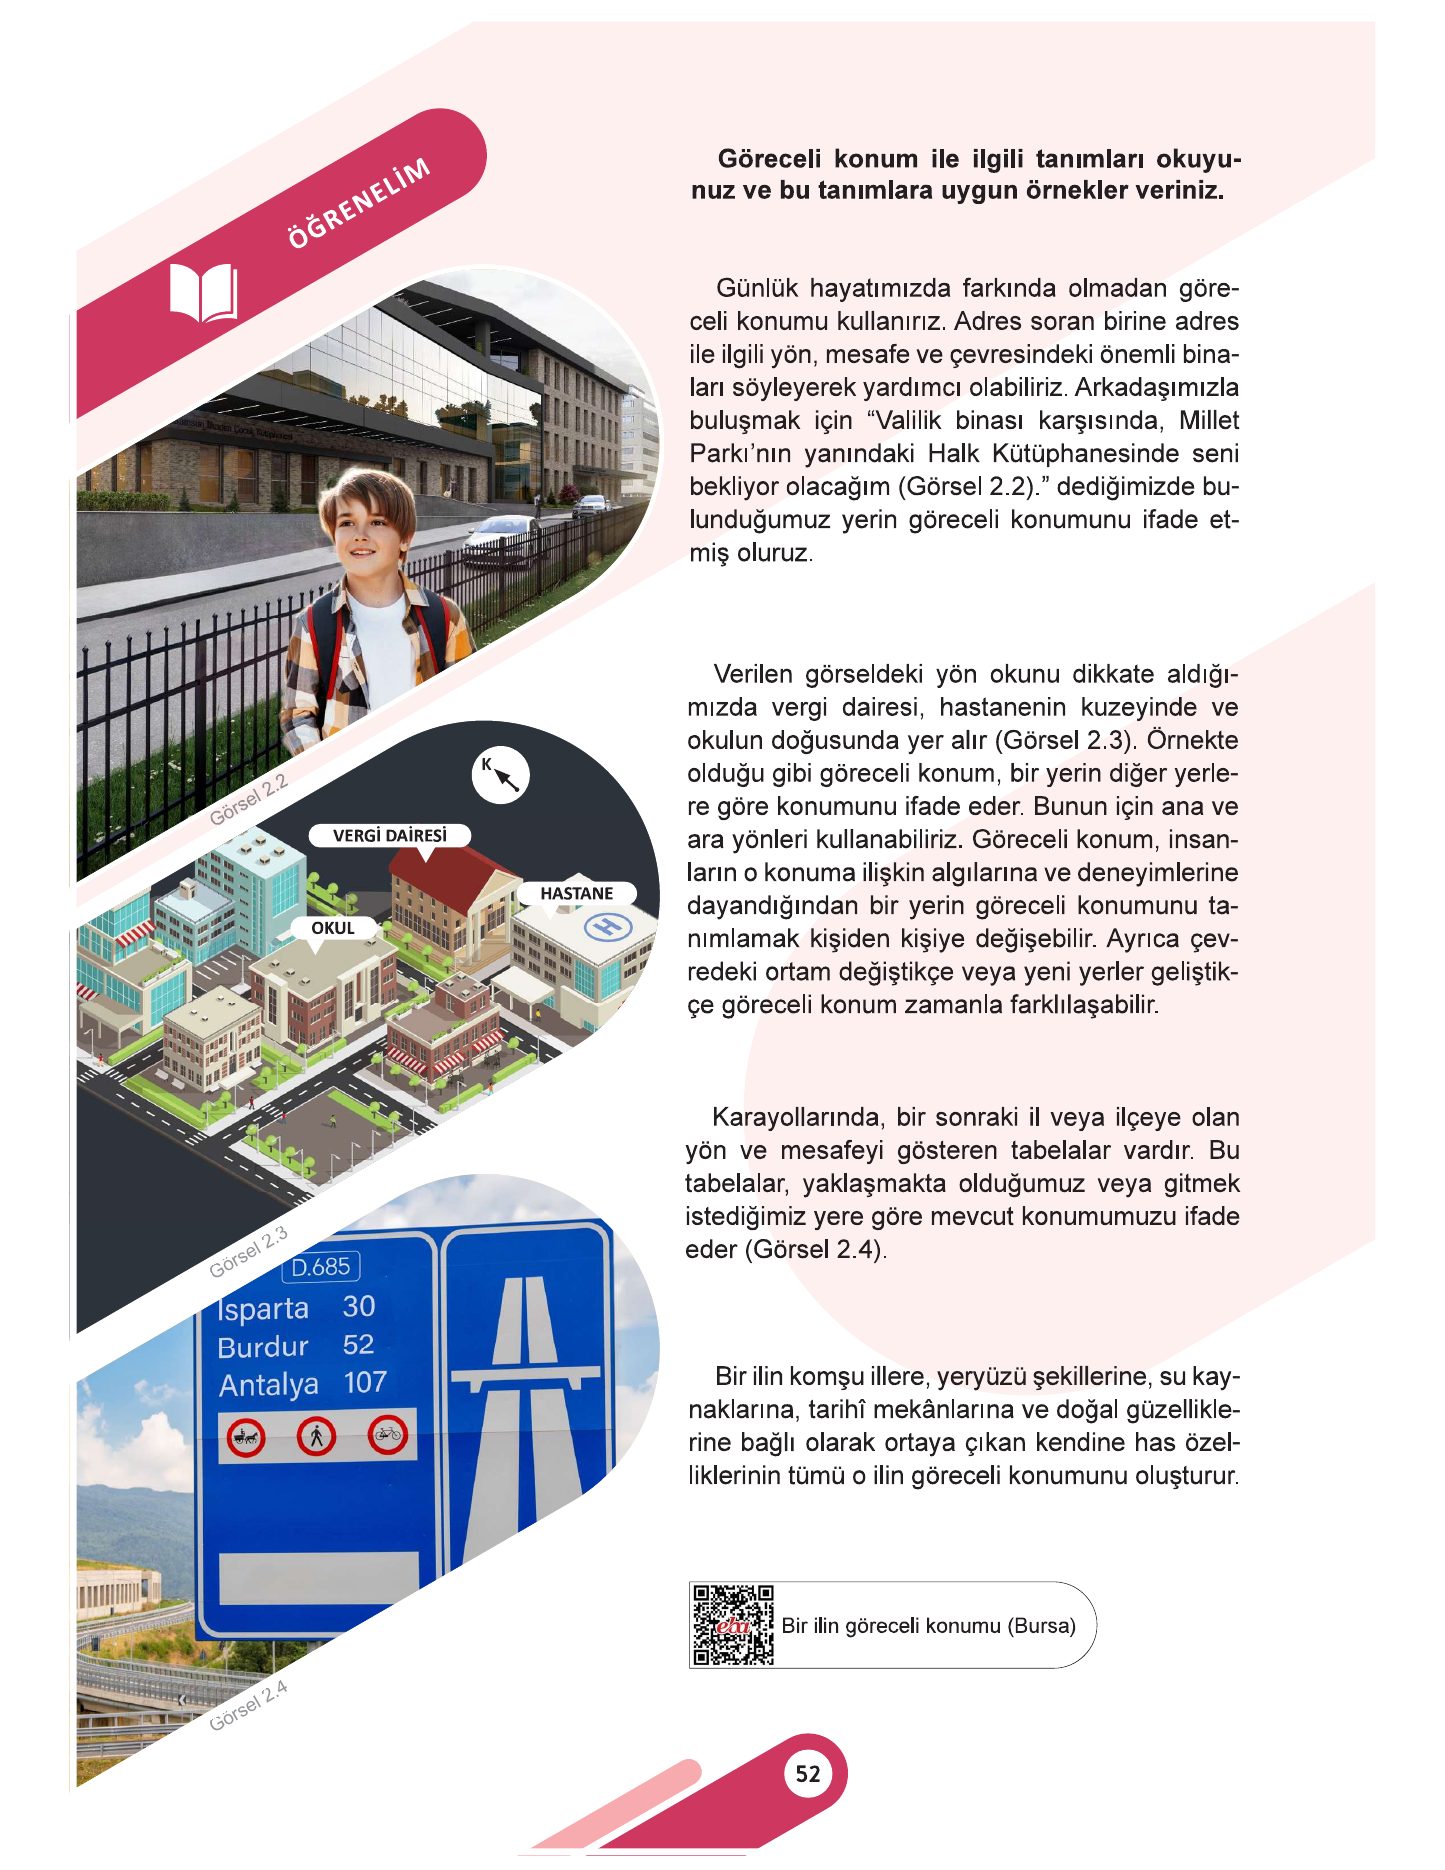 ÖĞRENELİM
Göreceli konum ile ilgili tanımları okuyu-
nuz ve bu tanımlara uygun örnekler veriniz.
Günlük hayatımızda farkında olmadan göre-
celi konumu kullanırız. Adres soran birine adres
ile ilgili yön, mesafe ve çevresindeki önemli bina-
ları söyleyerek yardımcı olabiliriz. Arkadaşımızla
buluşmak için “Valilik binası karşısında, Millet
Parkı’nın yanındaki Halk Kütüphanesinde seni
bekliyor olacağım (Görsel 2.2).” dediğimizde bu-
lunduğumuz yerin göreceli konumunu ifade et-
miş oluruz.
Görsel 2.2
Verilen görseldeki yön okunu dikkate aldığı-
mızda vergi dairesi, hastanenin kuzeyinde ve
okulun doğusunda yer alır (Görsel 2.3). Örnekte
olduğu gibi göreceli konum, bir yerin diğer yerle-
re göre konumunu ifade eder. Bunun için ana ve
ara yönleri kullanabiliriz. Göreceli konum, insan-
ların o konuma ilişkin algılarına ve deneyimlerine
dayandığından bir yerin göreceli konumunu ta-
nımlamak kişiden kişiye değişebilir. Ayrıca çev-
redeki ortam değiştikçe veya yeni yerler geliştik-
çe göreceli konum zamanla farklılaşabilir.
K
VERGİ DAİRESİ
HASTANE
OKUL
H
Görsel 2.3
Karayollarında, bir sonraki il veya ilçeye olan
yön ve mesafeyi gösteren tabelalar vardır. Bu
tabelalar, yaklaşmakta olduğumuz veya gitmek
istediğimiz yere göre mevcut konumumuzu ifade
eder (Görsel 2.4).
D.685
Isparta 30
Burdur 52
Antalya 107
Görsel 2.4
Bir ilin komşu illere, yeryüzü şekillerine, su kay-
naklarına, tarihî mekânlarına ve doğal güzellikle-
rine bağlı olarak ortaya çıkan kendine has özel-
liklerinin tümü o ilin göreceli konumunu oluşturur.
eba
Bir ilin göreceli konumu (Bursa)
52